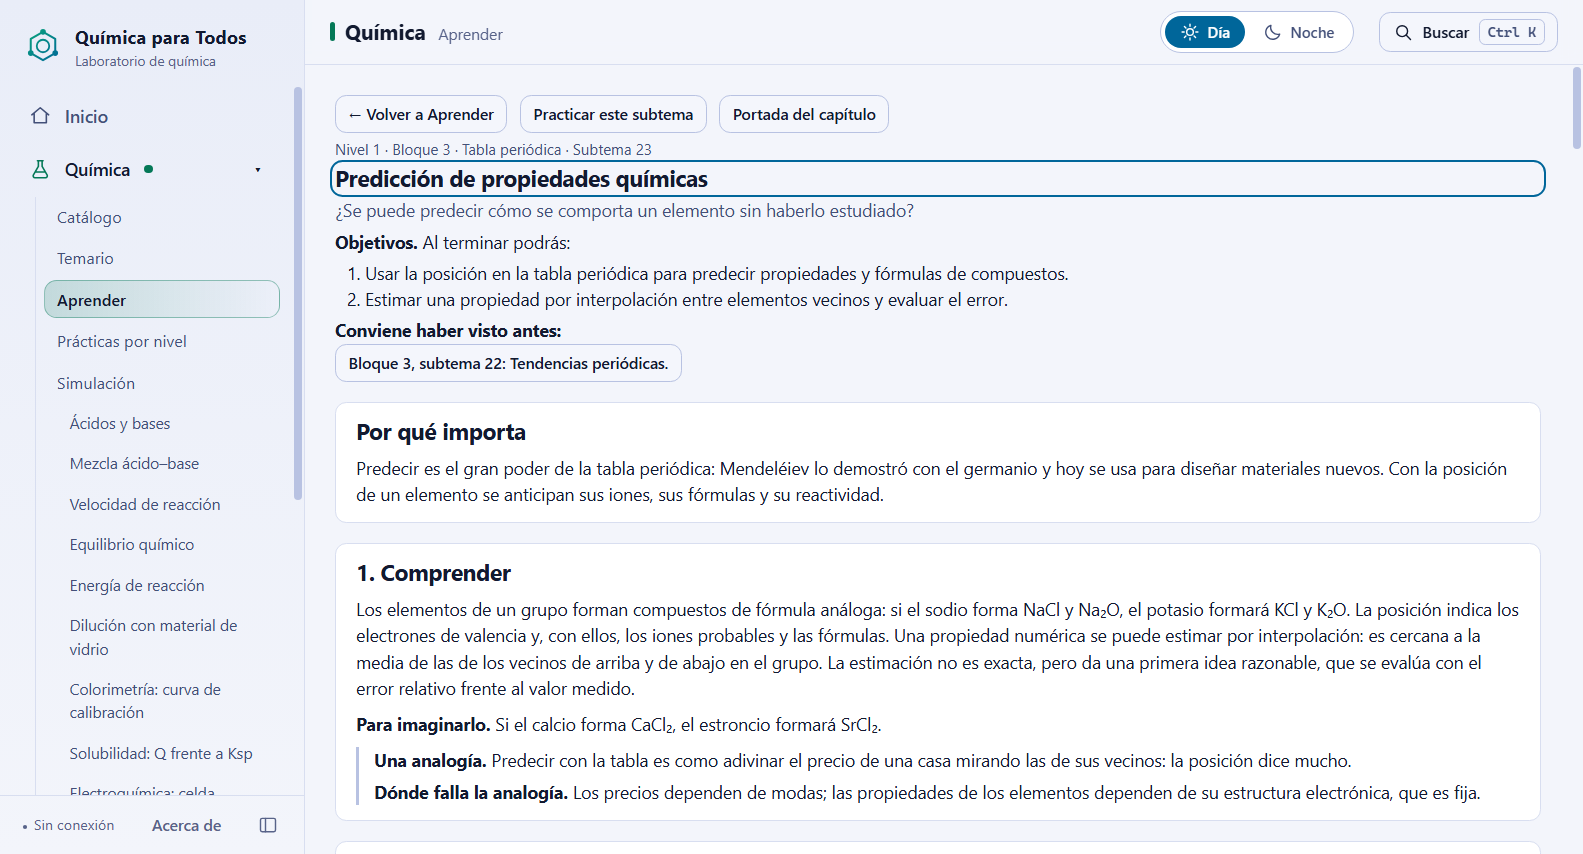 Química para Todos
Laboratorio de química
Inicio
Química
Catálogo
Temario
Aprender
Prácticas por nivel
Simulación
Ácidos y bases
Mezcla ácido–base
Velocidad de reacción
Equilibrio químico
Energía de reacción
Dilución con material de
vidrio
Colorimetría: curva de
calibración
Solubilidad: Q frente a Ksp
Electroquímica: celda
Sin conexión
Acerca de
Química Aprender
Día
Noche
Buscar Ctrl K
← Volver a Aprender
Practicar este subtema
Portada del capítulo
Nivel 1 · Bloque 3 · Tabla periódica · Subtema 23
Predicción de propiedades químicas
¿Se puede predecir cómo se comporta un elemento sin haberlo estudiado?
Objetivos. Al terminar podrás:
1. Usar la posición en la tabla periódica para predecir propiedades y fórmulas de compuestos.
2. Estimar una propiedad por interpolación entre elementos vecinos y evaluar el error.
Conviene haber visto antes:
Bloque 3, subtema 22: Tendencias periódicas.
Por qué importa
Predecir es el gran poder de la tabla periódica: Mendeléiev lo demostró con el germanio y hoy se usa para diseñar materiales nuevos. Con la posición
de un elemento se anticipan sus iones, sus fórmulas y su reactividad.
1. Comprender
Los elementos de un grupo forman compuestos de fórmula análoga: si el sodio forma NaCl y Na₂O, el potasio formará KCl y K₂O. La posición indica los
electrones de valencia y, con ellos, los iones probables y las fórmulas. Una propiedad numérica se puede estimar por interpolación: es cercana a la
media de las de los vecinos de arriba y de abajo en el grupo. La estimación no es exacta, pero da una primera idea razonable, que se evalúa con el
error relativo frente al valor medido.
Para imaginarlo. Si el calcio forma CaCl₂, el estroncio formará SrCl₂.
Una analogía. Predecir con la tabla es como adivinar el precio de una casa mirando las de sus vecinos: la posición dice mucho.
Dónde falla la analogía. Los precios dependen de modas; las propiedades de los elementos dependen de su estructura electrónica, que es fija.